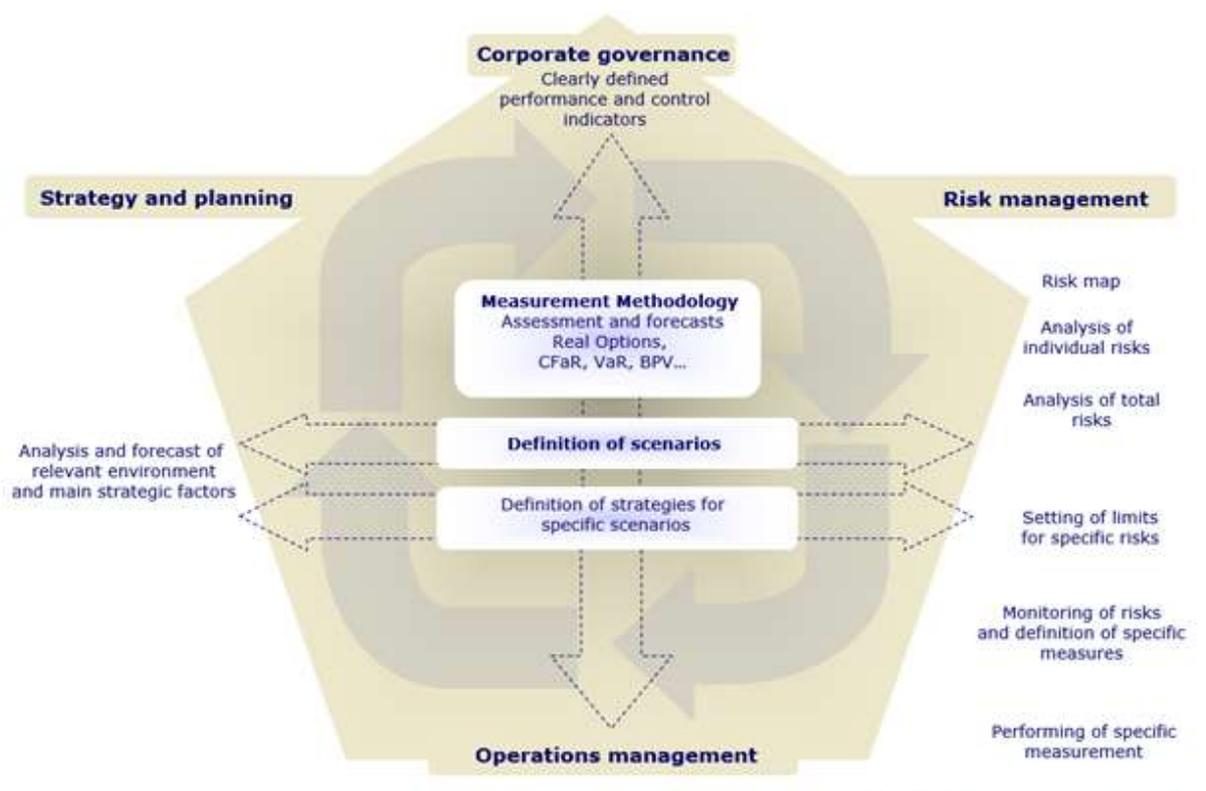 Corporate governance
Clearly defined
performance and control
indicators
Strategy and planning
Risk management
Measurement Methodology
Assessment and forecasts
Real Options,
CFaR, VaR, BPV...
Definition of scenarios
Definition of strategies for
specific scenarios
Analysis and forecast of
relevant environment
and main strategic factors
Risk map
Analysis of
individual risks
Analysis of total
risks
Setting of limits
for specific risks
Monitoring of risks
and definition of specific
measures
Performing of specific
measurement
Operations management